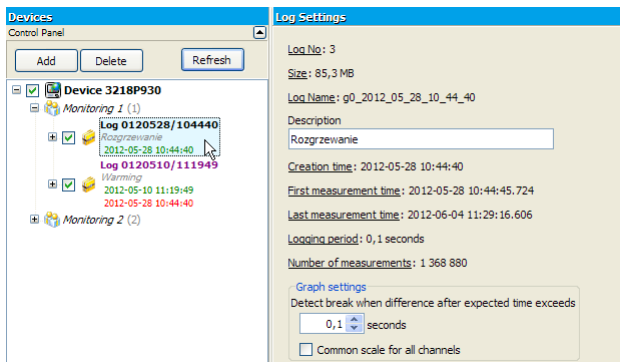 Devices
Control Panel
Add Delete Refresh
Device 3218P930
Monitoring 1 (1)
Log 0120528/104440
Rozgrzewanie
2012-05-28 10:44:40
Log 0120510/111949
Warming
2012-05-10 11:19:49
2012-05-28 10:44:40
Monitoring 2 (2)
Log Settings
Log No: 3
Size: 85,3 MB
Log Name: g0_2012_05_28_10_44_40
Description
Rozgrzewanie
Creation time: 2012-05-28 10:44:40
First measurement time: 2012-05-28 10:44:45.724
Last measurement time: 2012-06-04 11:29:16.606
Logging period: 0,1 seconds
Number of measurements: 1 368 880
Graph settings
Detect break when difference after expected time exceeds
0,1 seconds
Common scale for all channels